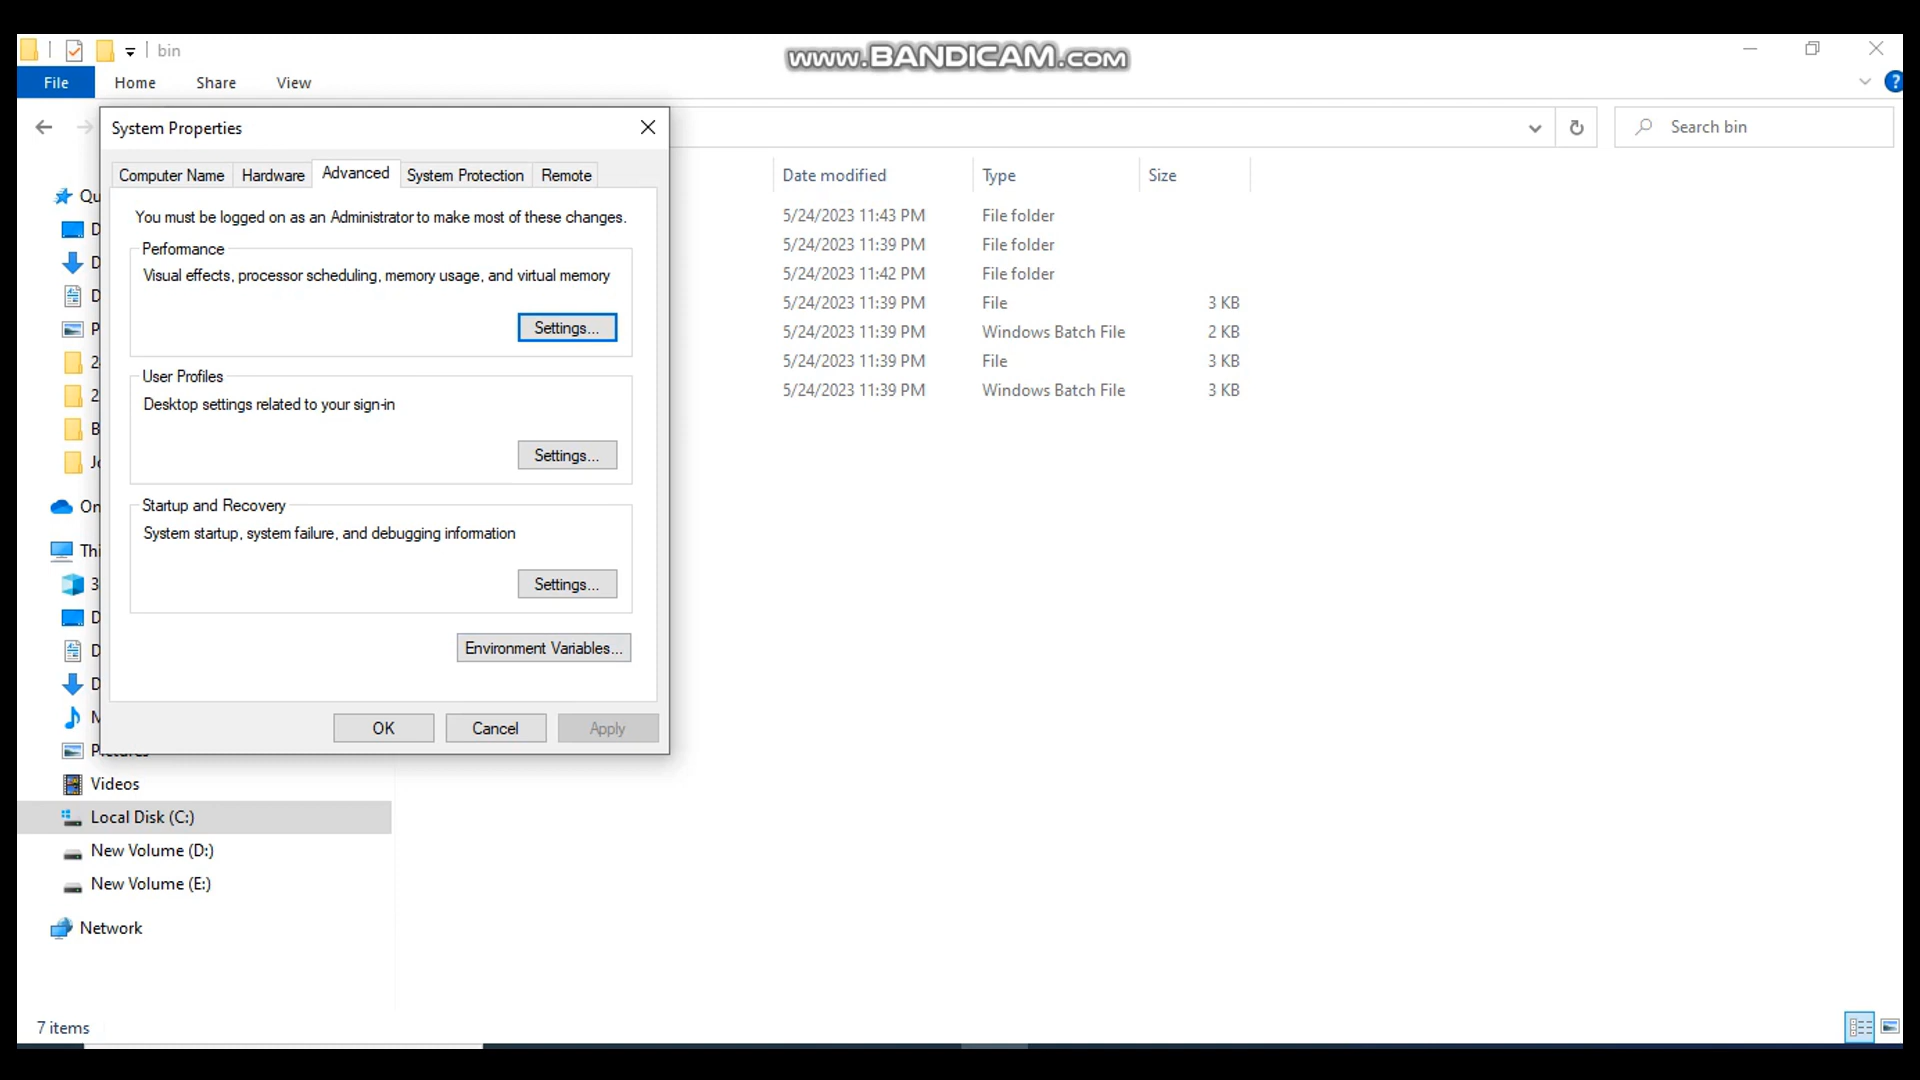 bin
www.BANDICAM.com
File Home Share View
System Properties
Search bin
Computer Name Hardware Advanced System Protection Remote
Date modified Type Size
You must be logged on as an Administrator to make most of these changes.
Performance
Visual effects, processor scheduling, memory usage, and virtual memory
Settings...
User Profiles
Desktop settings related to your sign-in
Settings...
Startup and Recovery
System startup, system failure, and debugging information
Settings...
Environment Variables...
OK Cancel Apply
5/24/2023 11:43 PM File folder
5/24/2023 11:39 PM File folder
5/24/2023 11:42 PM File folder
5/24/2023 11:39 PM File 3 KB
5/24/2023 11:39 PM Windows Batch File 2 KB
5/24/2023 11:39 PM File 3 KB
5/24/2023 11:39 PM Windows Batch File 3 KB
Videos
Local Disk (C:)
New Volume (D:)
New Volume (E:)
Network
7 items